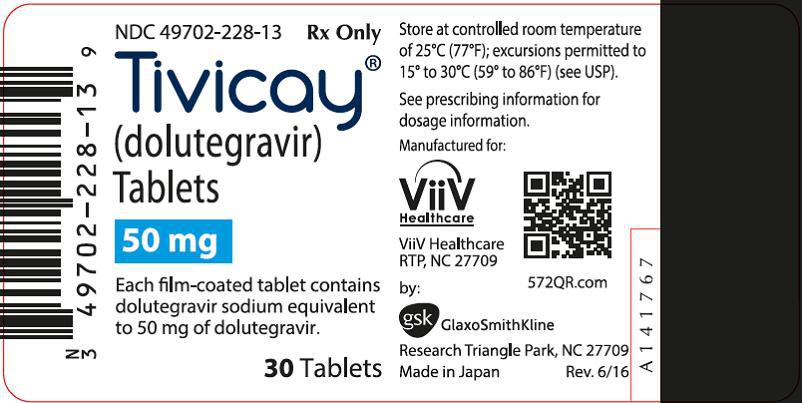 NDC 49702-228-13 Rx Only
Tivicay®
(dolutegravir)
Tablets
50 mg
Each film-coated tablet contains
dolutegravir sodium equivalent
to 50 mg of dolutegravir.
30 Tablets
N
3 49702-228-13 9
Store at controlled room temperature
of 25°C (77°F); excursions permitted to
15° to 30°C (59° to 86°F) (see USP).
See prescribing information for
dosage information.
Manufactured for:
ViiV
Healthcare
ViiV Healthcare
RTP, NC 27709
by:
gsk GlaxoSmithKline
Research Triangle Park, NC 27709
Made in Japan Rev. 6/16
572QR.com
A141767